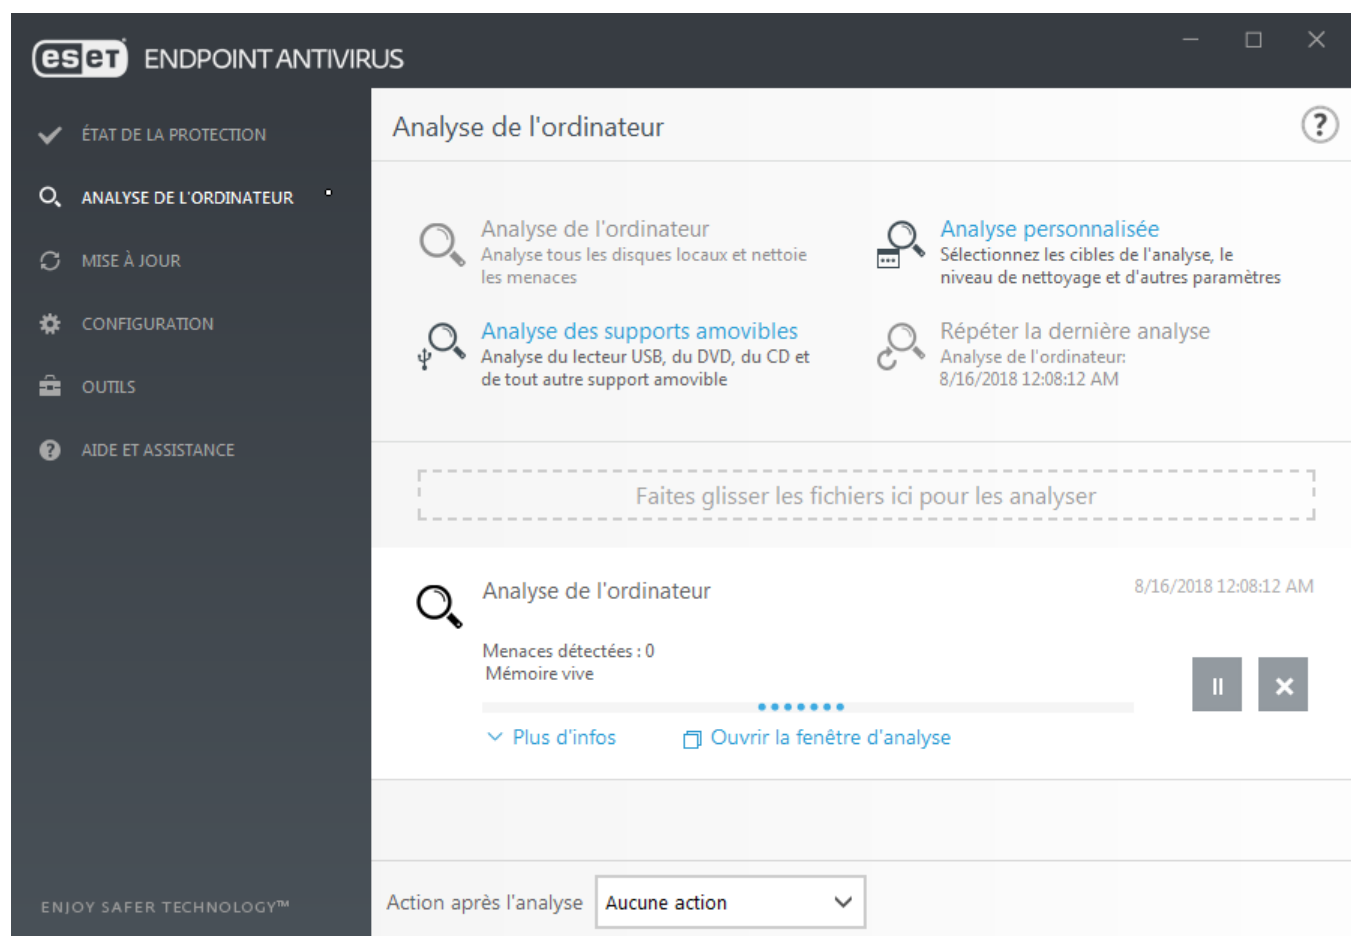 eset ENDPOINT ANTIVIRUS
ÉTAT DE LA PROTECTION
ANALYSE DE L'ORDINATEUR
MISE À JOUR
CONFIGURATION
OUTILS
AIDE ET ASSISTANCE
ENJOY SAFER TECHNOLOGY™
Analyse de l'ordinateur
?
Analyse de l'ordinateur
Analyse tous les disques locaux et nettoie
les menaces
Analyse personnalisée
Sélectionnez les cibles de l'analyse, le
niveau de nettoyage et d'autres paramètres
Analyse des supports amovibles
Analyse du lecteur USB, du DVD, du CD et
de tout autre support amovible
Répéter la dernière analyse
Analyse de l'ordinateur:
8/16/2018 12:08:12 AM
Faites glisser les fichiers ici pour les analyser
Analyse de l'ordinateur
8/16/2018 12:08:12 AM
Menaces détectées : 0
Mémoire vive
Plus d'infos
Ouvrir la fenêtre d'analyse
Action après l'analyse
Aucune action